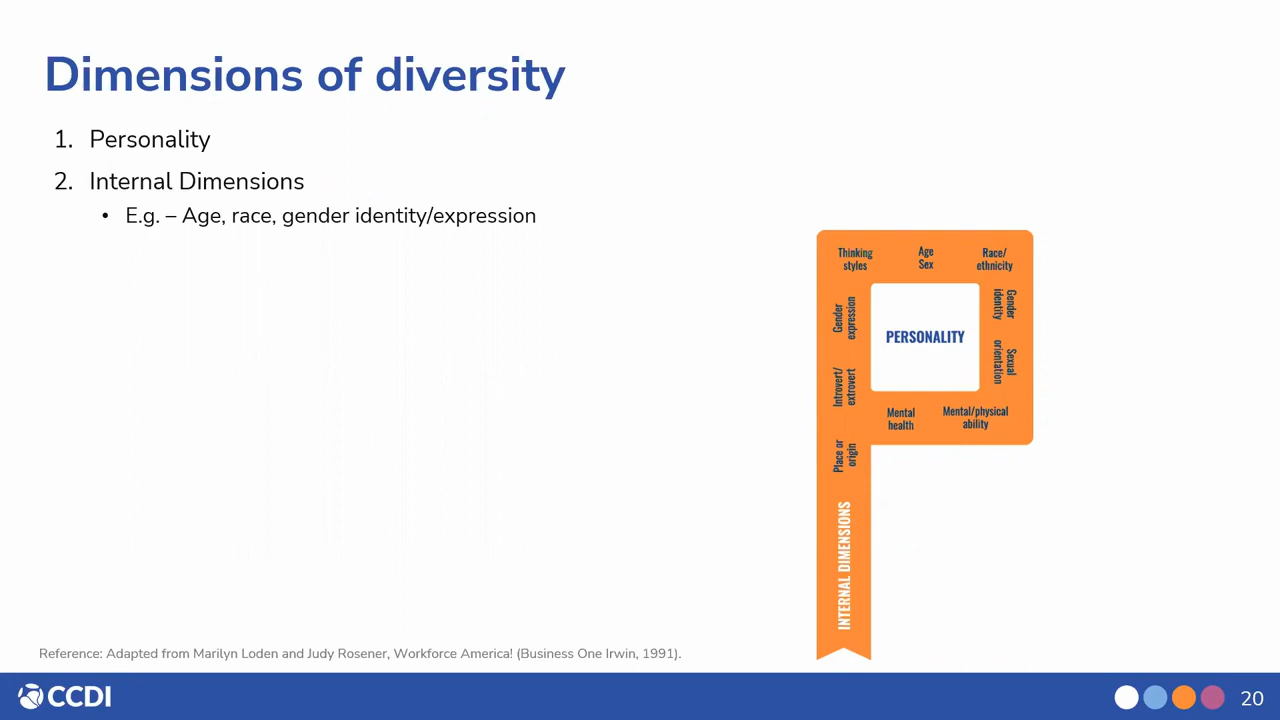 Dimensions of diversity
1. Personality
2. Internal Dimensions
• E.g. – Age, race, gender identity/expression
Thinking
styles
Age
Sex
Race/
ethnicity
Gender
identity
Sexual
orientation
Mental/physical
ability
Mental
health
Gender
expression
Introvert/
extrovert
Place or
origin
PERSONALITY
INTERNAL DIMENSIONS
Reference: Adapted from Marilyn Loden and Judy Rosener, Workforce America! (Business One Irwin, 1991).
CCDI
20